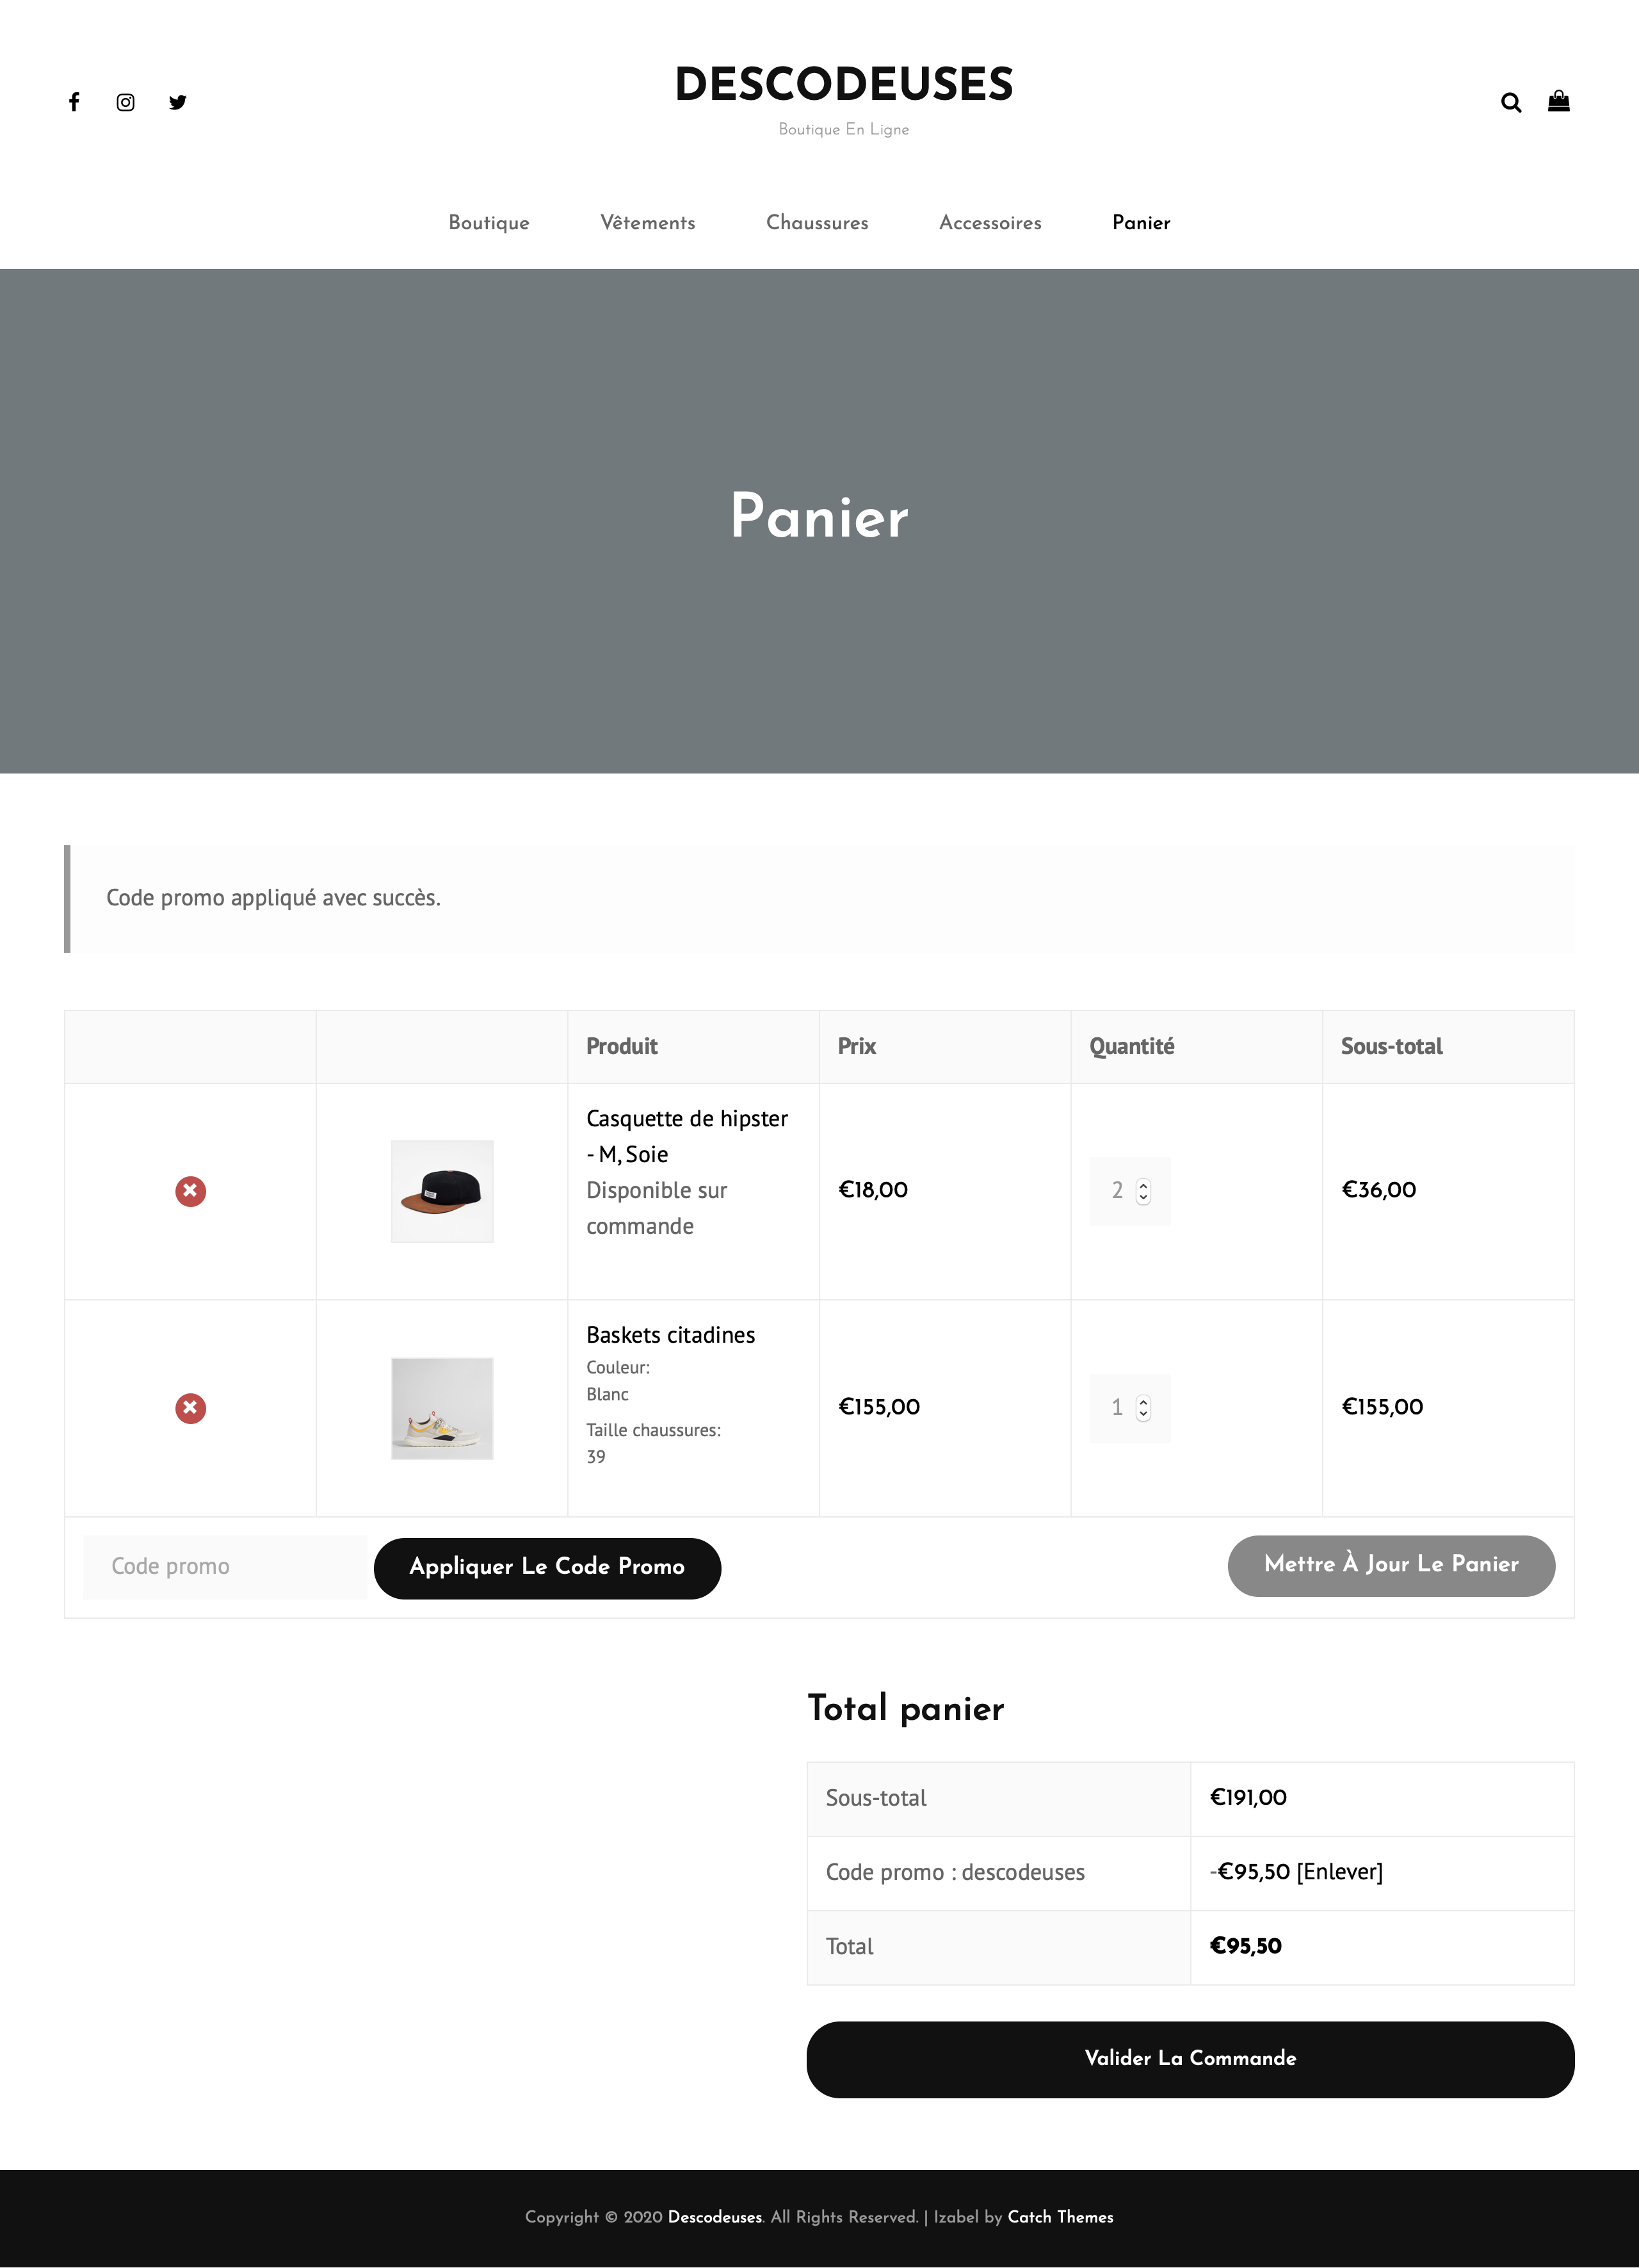 DESCODEUSES
Boutique En Ligne
Boutique Vêtements Chaussures Accessoires Panier
Panier
Code promo appliqué avec succès.
Produit Prix Quantité Sous-total
Casquette de hipster
- M, Soie
Disponible sur
commande
€18,00 2 €36,00
Baskets citadines
Couleur:
Blanc
Taille chaussures:
39
€155,00 1 €155,00
Code promo Appliquer Le Code Promo Mettre À Jour Le Panier
Total panier
Sous-total €191,00
Code promo : descodeuses -€95,50 [Enlever]
Total €95,50
Valider La Commande
Copyright © 2020 Descodeuses. All Rights Reserved. | Izabel by Catch Themes